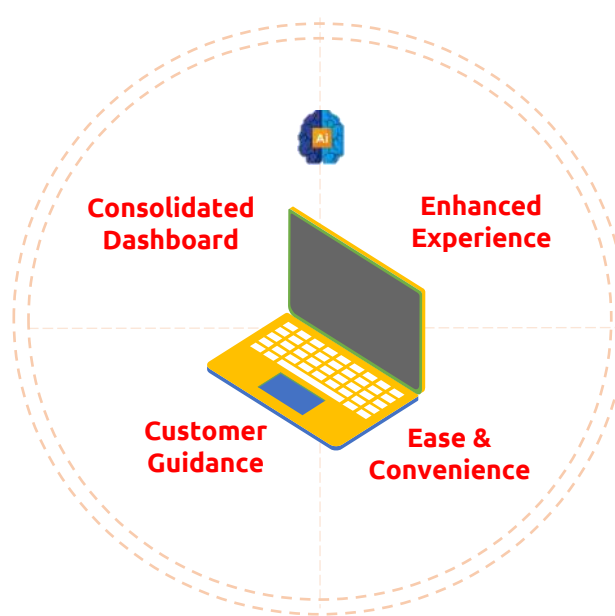 Ai
Consolidated
Dashboard
Enhanced
Experience
Customer
Guidance
Ease &
Convenience